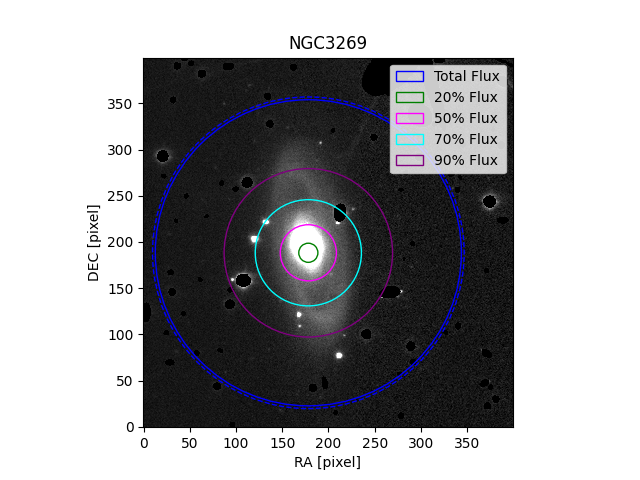 NGC3269
Total Flux
20% Flux
50% Flux
70% Flux
90% Flux
350
300
250
200
150
100
50
0
DEC [pixel]
0 50 100 150 200 250 300 350
RA [pixel]